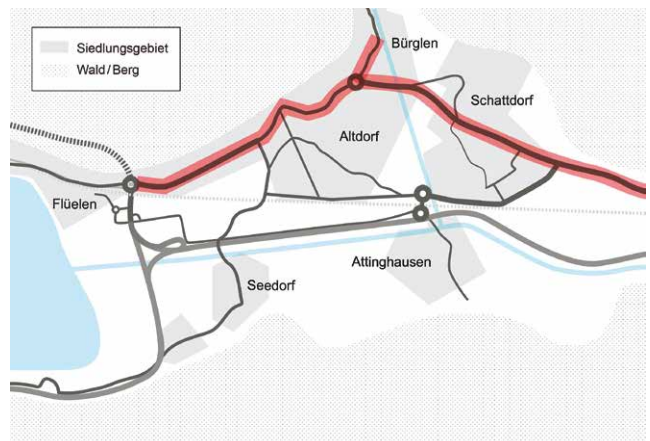 Siedlungsgebiet
Wald/Berg
Bürglen
Schattdorf
Altdorf
Flüelen
Attinghausen
Seedorf